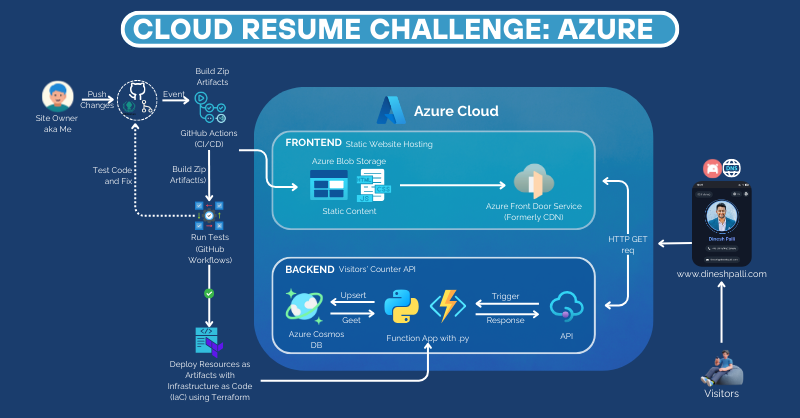 CLOUD RESUME CHALLENGE: AZURE
Build Zip
Artifacts
Push
Changes
Event
Site Owner
aka Me
GitHub Actions
(CI/CD)
Test Code
and Fix
Build Zip
Artifact(s)
Run Tests
(GitHub
Workflows)
Deploy Resources as
Artifacts with
Infrastructure as Code
(IaC) using Terraform
Azure Cloud
FRONTEND Static Website Hosting
Azure Blob Storage
Static Content
Azure Front Door Service
(Formerly CDN)
BACKEND Visitors' Counter API
Upsert
Geet
Azure Cosmos
DB
Function App with .py
Trigger
Response
API
HTTP GET
req
DNS
Dinesh Palli
www.dineshpalli.com
Visitors